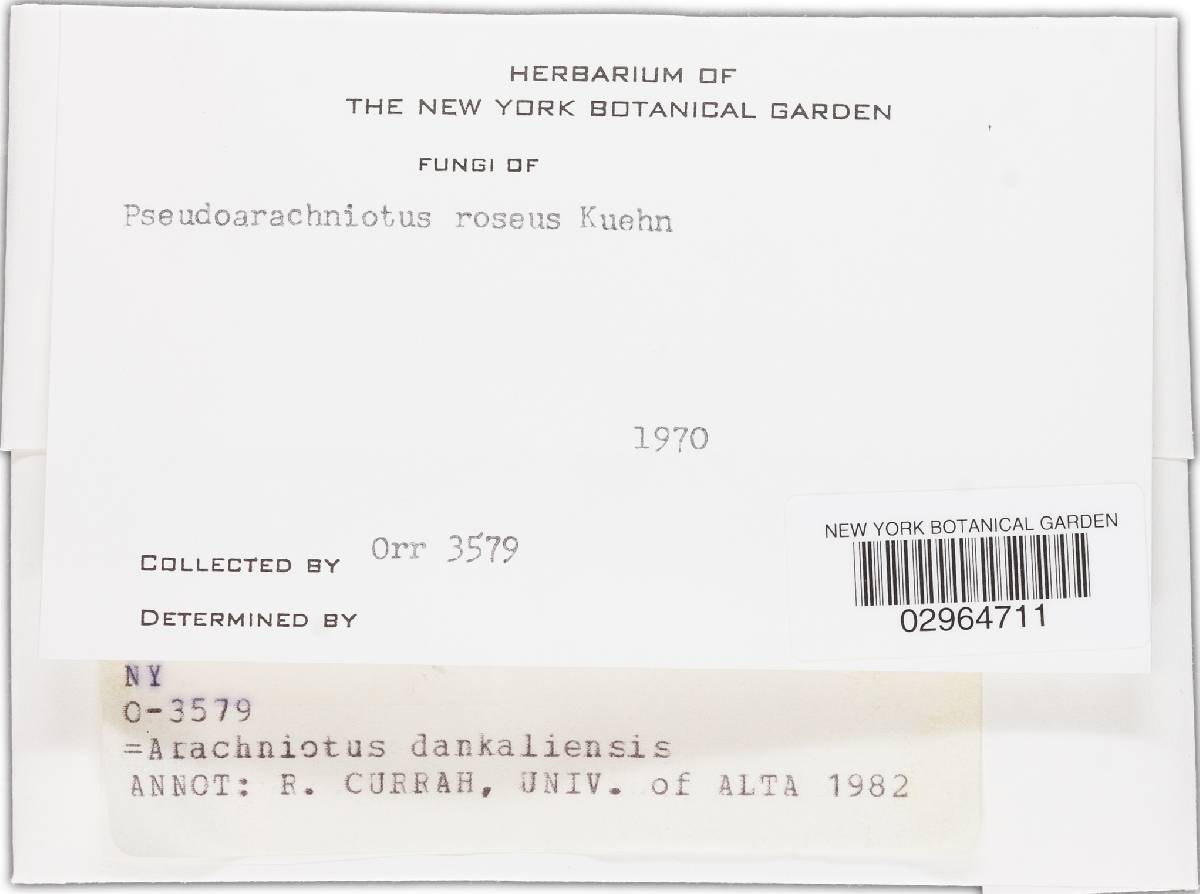 HERBARIUM OF
THE NEW YORK BOTANICAL GARDEN
FUNGI OF
Pseudoarachniotus roseus Kuehn
1970
COLLECTED BY Orr 3579
NEW YORK BOTANICAL GARDEN
02964711
DETERMINED BY
NY
O-3579
=Arachniotus dankaliensis
ANNOT: R. CURRAH, UNIV. of ALTA 1982